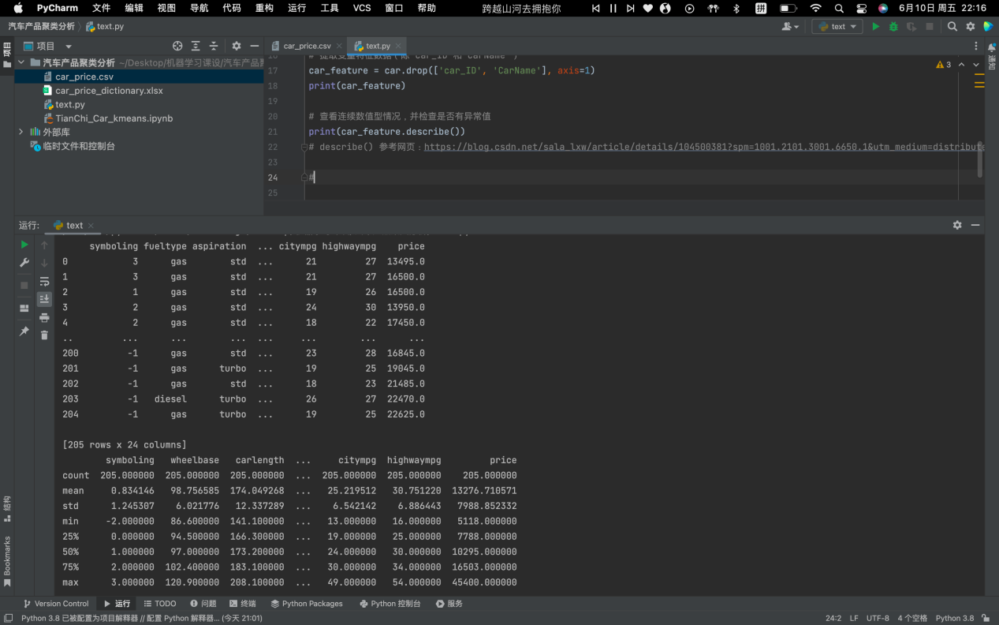 PyCharm 文件 编辑 视图 导航 代码 重构 运行 工具 VCS 窗口 帮助 跨越山河去拥抱你 拼 6月10日 周五 22:16
汽车产品聚类分析 text.py text
项目 car_price.csv text.py
项目
通知
汽车产品聚类分析 ~/Desktop/机器学习课设/汽车产品
car_price.csv
car_price_dictionary.xlsx
text.py
TianChi_Car_kmeans.ipynb
外部库
临时文件和控制台
3
17 car_feature = car.drop(['car_ID', 'CarName'], axis=1)
18 print(car_feature)
19
20 # 查看连续数值型情况，并检查是否有异常值
21 print(car_feature.describe())
22 # describe() 参考网页：https://blog.csdn.net/sala_lxw/article/details/104500381?spm=1001.2101.3001.6650.1&utm_medium=distribute
23
24 #
25
运行: text
symboling fueltype aspiration ... citympg highwaympg price
0 3 gas std ... 21 27 13495.0
1 3 gas std ... 21 27 16500.0
2 1 gas std ... 19 26 16500.0
3 2 gas std ... 24 30 13950.0
4 2 gas std ... 18 22 17450.0
.. ... ... ... ... ... ... ...
200 -1 gas std ... 23 28 16845.0
201 -1 gas turbo ... 19 25 19045.0
202 -1 gas std ... 18 23 21485.0
203 -1 diesel turbo ... 26 27 22470.0
204 -1 gas turbo ... 19 25 22625.0
[205 rows x 24 columns]
symboling wheelbase carlength ... citympg highwaympg price
count 205.000000 205.000000 205.000000 ... 205.000000 205.000000 205.000000
mean 0.834146 98.756585 174.049268 ... 25.219512 30.751220 13276.710571
std 1.245307 6.021776 12.337289 ... 6.542142 6.886443 7988.852332
min -2.000000 86.600000 141.100000 ... 13.000000 16.000000 5118.000000
25% 0.000000 94.500000 166.300000 ... 19.000000 25.000000 7788.000000
50% 1.000000 97.000000 173.200000 ... 24.000000 30.000000 10295.000000
75% 2.000000 102.400000 183.100000 ... 30.000000 34.000000 16503.000000
max 3.000000 120.900000 208.100000 ... 49.000000 54.000000 45400.000000
结构
Bookmarks
Version Control 运行 TODO 问题 终端 Python Packages Python 控制台 服务
Python 3.8 已被配置为项目解释器 // 配置 Python 解释器... (今天 21:01) 24:2 LF UTF-8 4 个空格 Python 3.8